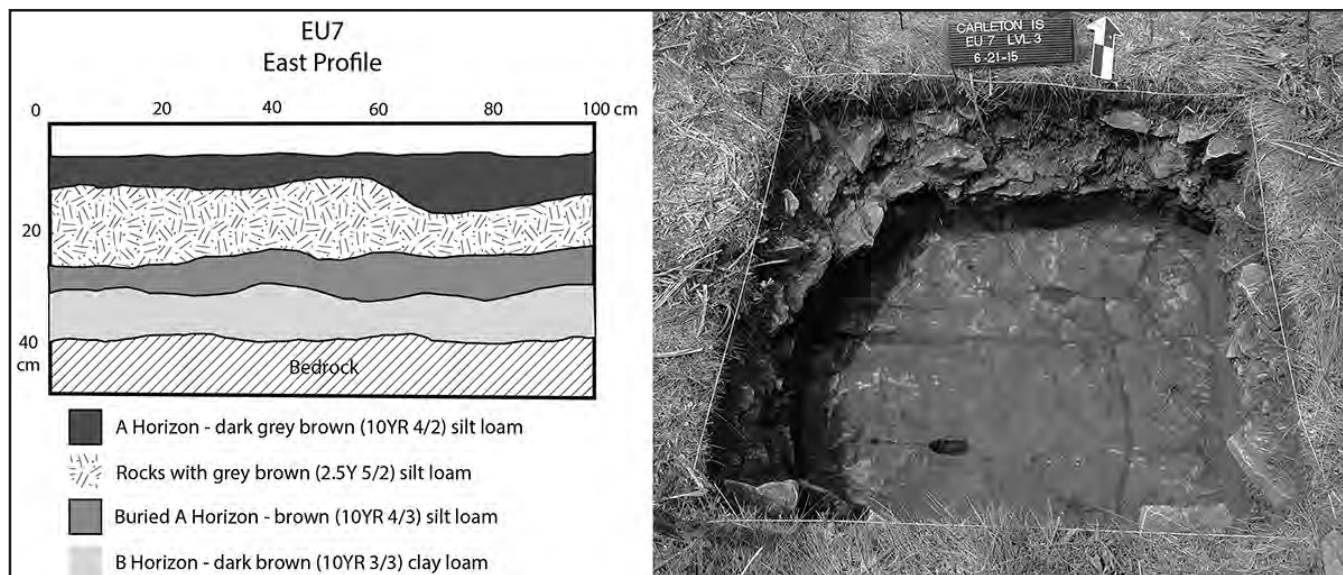 EU7
East Profile
0 20 40 60 80 100 cm
20
40
cm
Bedrock
A Horizon - dark grey brown (10YR 4/2) silt loam
Rocks with grey brown (2.5Y 5/2) silt loam
Buried A Horizon - brown (10YR 4/3) silt loam
B Horizon - dark brown (10YR 3/3) clay loam
CARLETON IS
EU 7 LVL 3
6-21-15